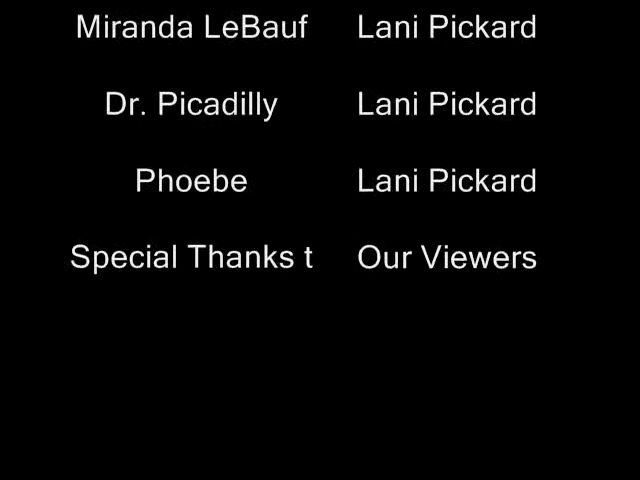 Miranda LeBauf Lani Pickard
Dr. Picadilly Lani Pickard
Phoebe Lani Pickard
Special Thanks t Our Viewers